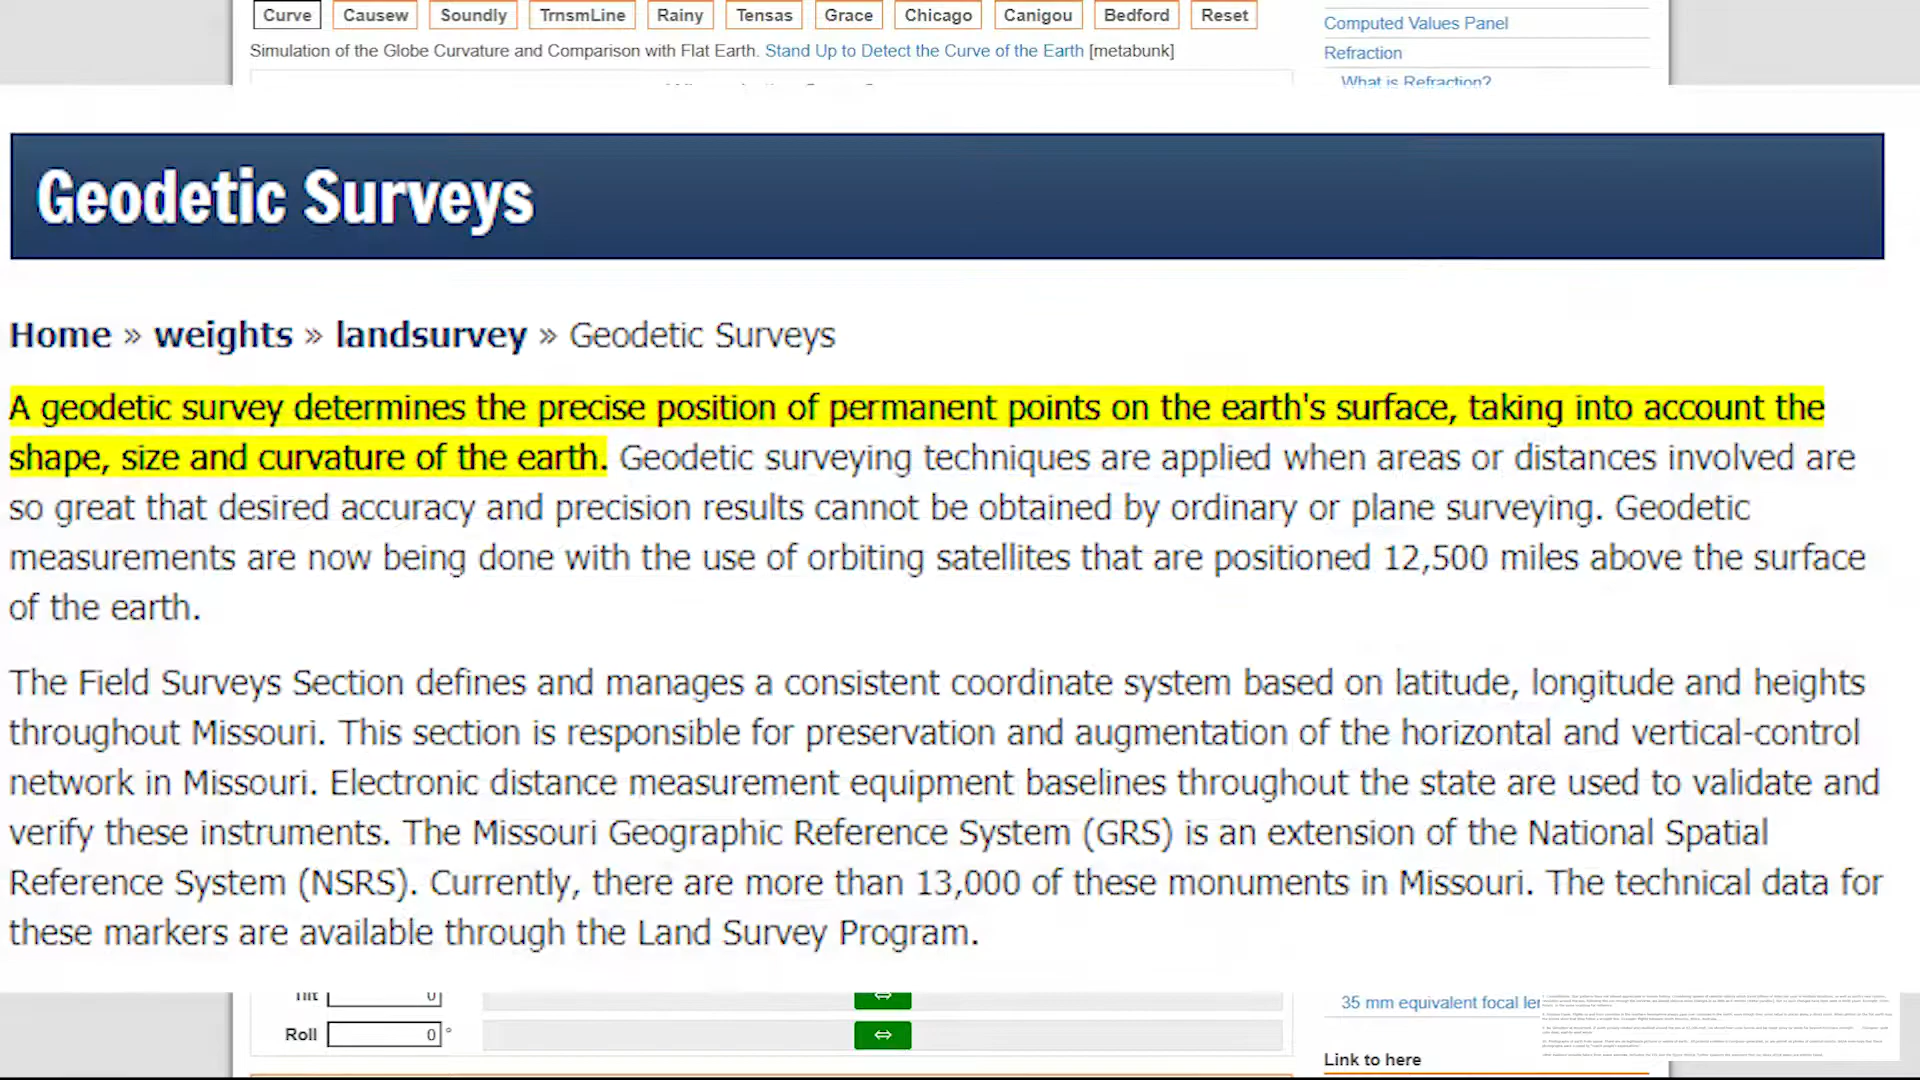 Curve Causew Soundly TrnsmLine Rainy Tensas Grace Chicago Canigou Bedford Reset
Simulation of the Globe Curvature and Comparison with Flat Earth. Stand Up to Detect the Curve of the Earth [metabunk]
Computed Values Panel
Refraction
What is Refraction?
Geodetic Surveys
Home » weights » landsurvey » Geodetic Surveys
A geodetic survey determines the precise position of permanent points on the earth's surface, taking into account the
shape, size and curvature of the earth. Geodetic surveying techniques are applied when areas or distances involved are
so great that desired accuracy and precision results cannot be obtained by ordinary or plane surveying. Geodetic
measurements are now being done with the use of orbiting satellites that are positioned 12,500 miles above the surface
of the earth.
The Field Surveys Section defines and manages a consistent coordinate system based on latitude, longitude and heights
throughout Missouri. This section is responsible for preservation and augmentation of the horizontal and vertical-control
network in Missouri. Electronic distance measurement equipment baselines throughout the state are used to validate and
verify these instruments. The Missouri Geographic Reference System (GRS) is an extension of the National Spatial
Reference System (NSRS). Currently, there are more than 13,000 of these monuments in Missouri. The technical data for
these markers are available through the Land Survey Program.
Tilt 0
Roll 0 °
35 mm equivalent focal
Link to here